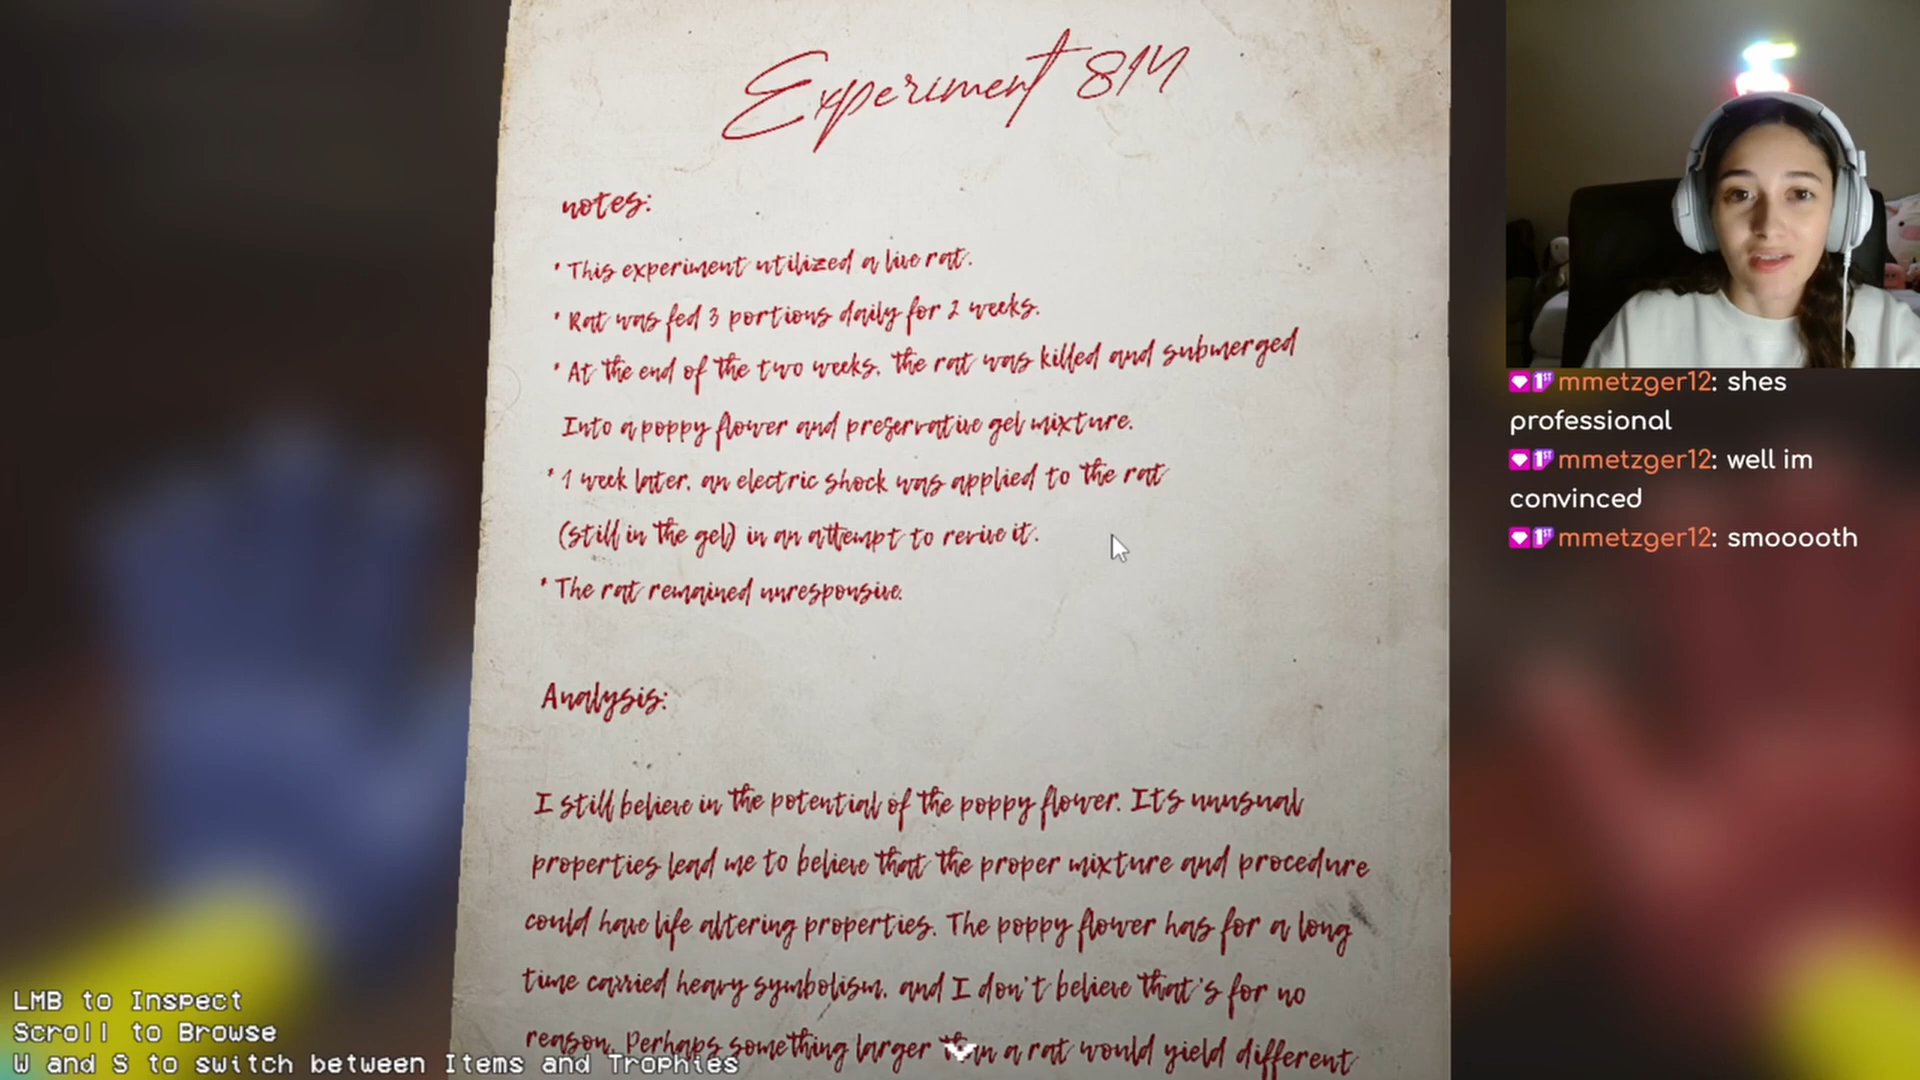 Experiment 814
notes:
* This experiment utilized a live rat.
* Rat was fed 3 portions daily for 2 weeks.
* At the end of the two weeks, the rat was killed and submerged
Into a poppy flower and preservative gel mixture.
* 1 week later, an electric shock was applied to the rat
(still in the gel) in an attempt to revive it.
* The rat remained unresponsive.
Analysis:
I still believe in the potential of the poppy flower. Its unusual
properties lead me to believe that the proper mixture and procedure
could have life altering properties. The poppy flower has for a long
time carried heavy symbolism, and I don't believe that's for no
reason. Perhaps something larger than a rat would yield different
LMB to Inspect
Scroll to Browse
W and S to switch between Items and Trophies
1ST mmetzger12: shes
professional
1ST mmetzger12: well im
convinced
1ST mmetzger12: smooooth